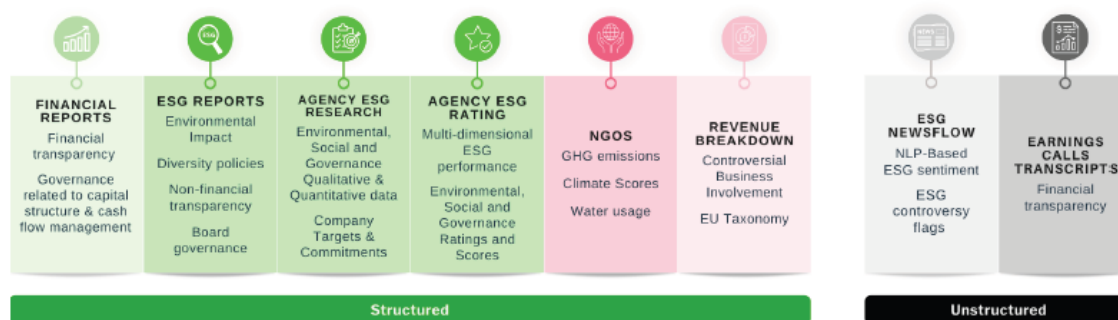 ESG
NEWS
FINANCIAL
REPORTS
Financial
transparency
Governance
related to capital
structure & cash
flow management
ESG REPORTS
Environmental
Impact
Diversity policies
Non-financial
transparency
Board
governance
AGENCY ESG
RESEARCH
Environmental,
Social and
Governance
Qualitative &
Quantitative data
Company
Targets &
Commitments
AGENCY ESG
RATING
Multi-dimensional
ESG
performance
Environmental,
Social and
Governance
Ratings and
Scores
NGOS
GHG emissions
Climate Scores
Water usage
REVENUE
BREAKDOWN
Controversial
Business
Involvement
EU Taxonomy
ESG
NEWSFLOW
NLP-Based
ESG sentiment
ESG
controversy
flags
EARNINGS
CALLS
TRANSCRIPTS
Financial
transparency
Structured
Unstructured